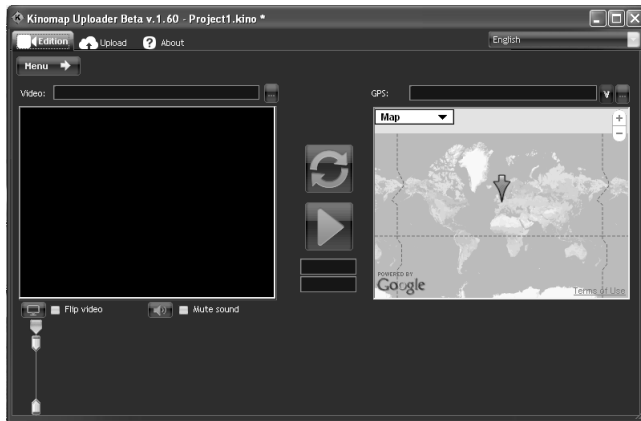 Kinomap Uploader Beta v.1.60 - Project1.kino *
Edition Upload ? About English
Menu
Video: ... GPS: V ...
Map
+
-
POWERED BY
Google
Terms of Use
Flip video Mute sound